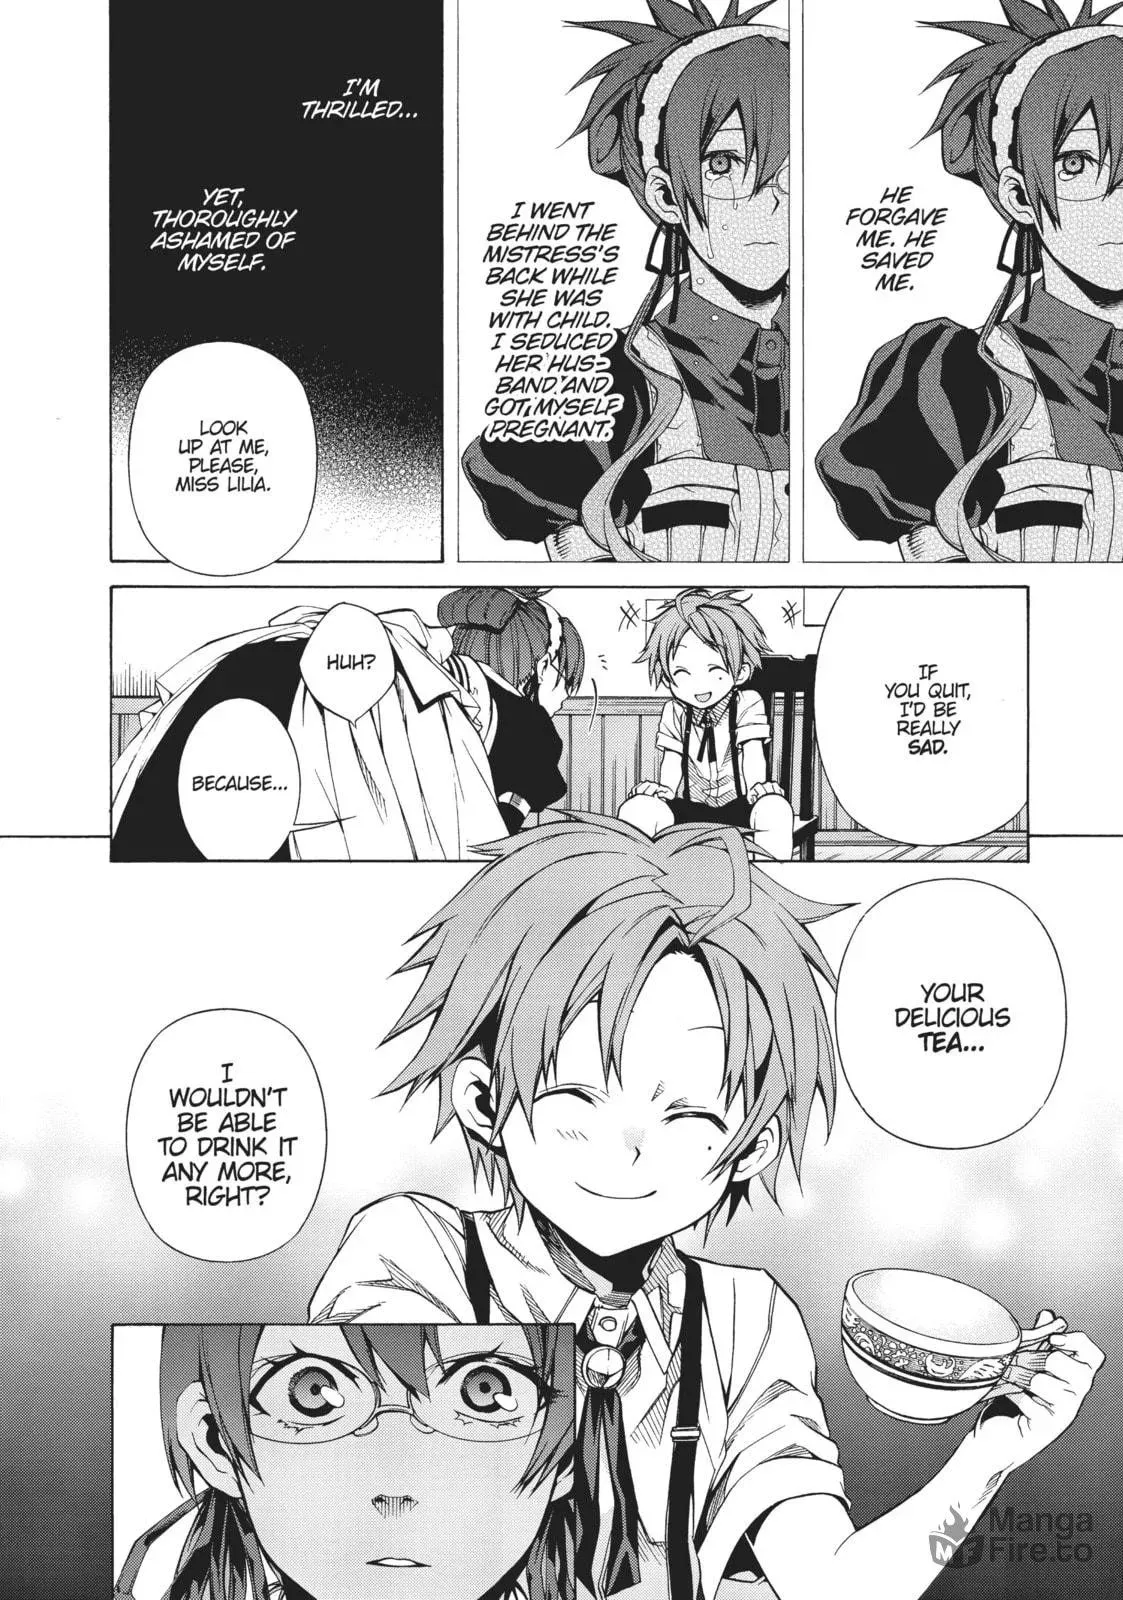 HE
FORGAVE
ME. HE
SAVED
ME.
I WENT
BEHIND THE
MISTRESS'S
BACK WHILE
SHE WAS
WITH CHILD.
I SEDUCED
HER HUS-
BAND, AND
GOT MYSELF
PREGNANT.
I'M
THRILLED...
YET,
THOROUGHLY
ASHAMED OF
MYSELF.
LOOK
UP AT ME,
PLEASE,
MISS LILIA.
IF
YOU QUIT,
I'D BE
REALLY
SAD.
HUH?
BECAUSE...
YOUR
DELICIOUS
TEA...
I
WOULDN'T
BE ABLE
TO DRINK IT
ANY MORE,
RIGHT?
Manga
Fire.to
MF